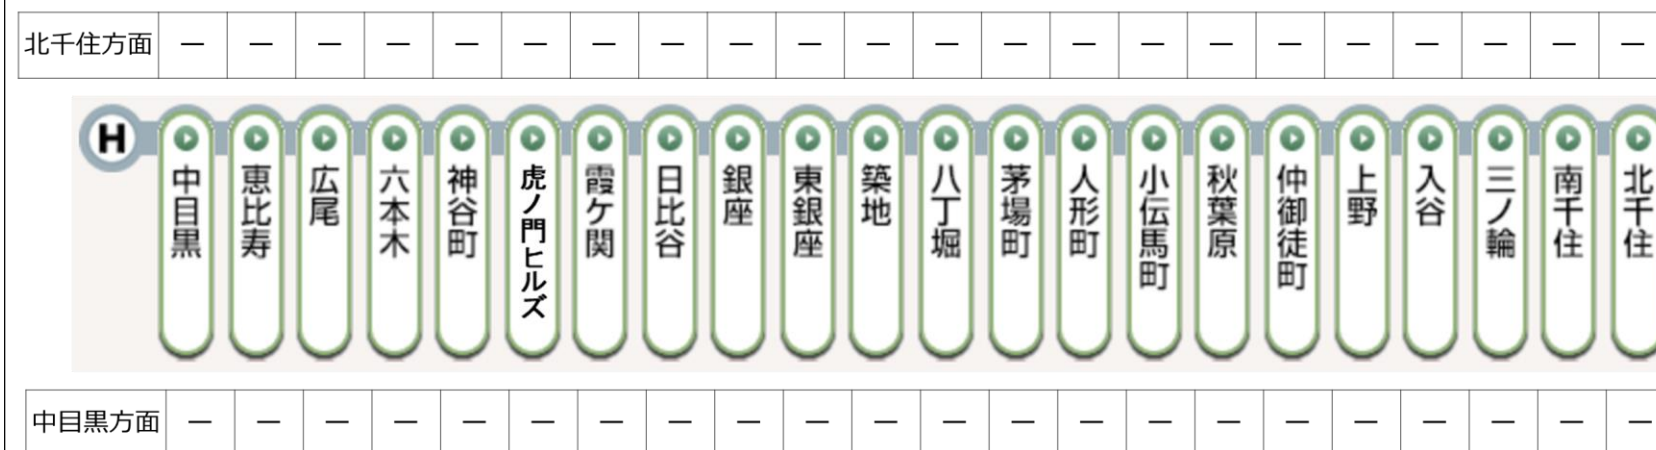 北千住方面 ー ー ー ー ー ー ー ー ー ー ー ー ー ー ー ー ー ー ー ー ー ー
H
中目黒
恵比寿
広尾
六本木
神谷町
虎ノ門ヒルズ
霞ケ関
日比谷
銀座
東銀座
築地
八丁堀
茅場町
人形町
小伝馬町
秋葉原
仲御徒町
上野
入谷
三ノ輪
南千住
北千住
中目黒方面 ー ー ー ー ー ー ー ー ー ー ー ー ー ー ー ー ー ー ー ー ー ー